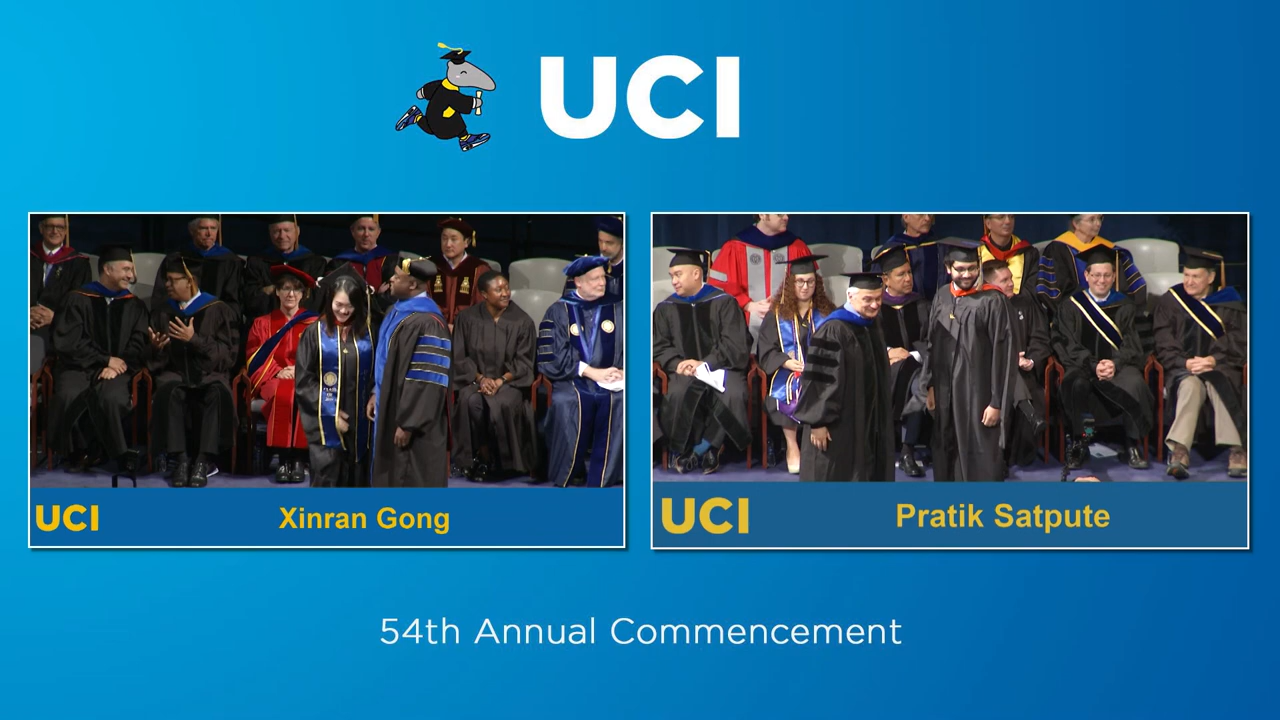 UCI
UCI
Xinran Gong
UCI
Pratik Satpute
54th Annual Commencement